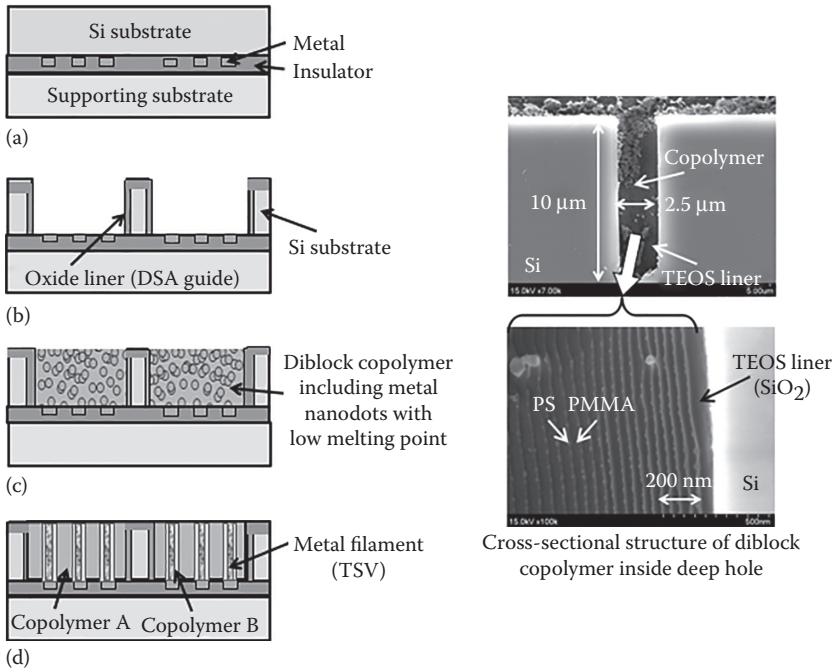 Si substrate
Metal
Insulator
Supporting substrate
(a)
Oxide liner (DSA guide)
Si substrate
(b)
Diblock copolymer
including metal
nanodots with
low melting point
(c)
Metal filament
(TSV)
Copolymer A
Copolymer B
(d)
Copolymer
10 μm
2.5 μm
Si
TEOS liner
15.0kV x7.00k
5.00um
TEOS liner
(SiO2)
PS PMMA
200 nm
Si
15.0kV x100k
500nm
Cross-sectional structure of diblock
copolymer inside deep hole